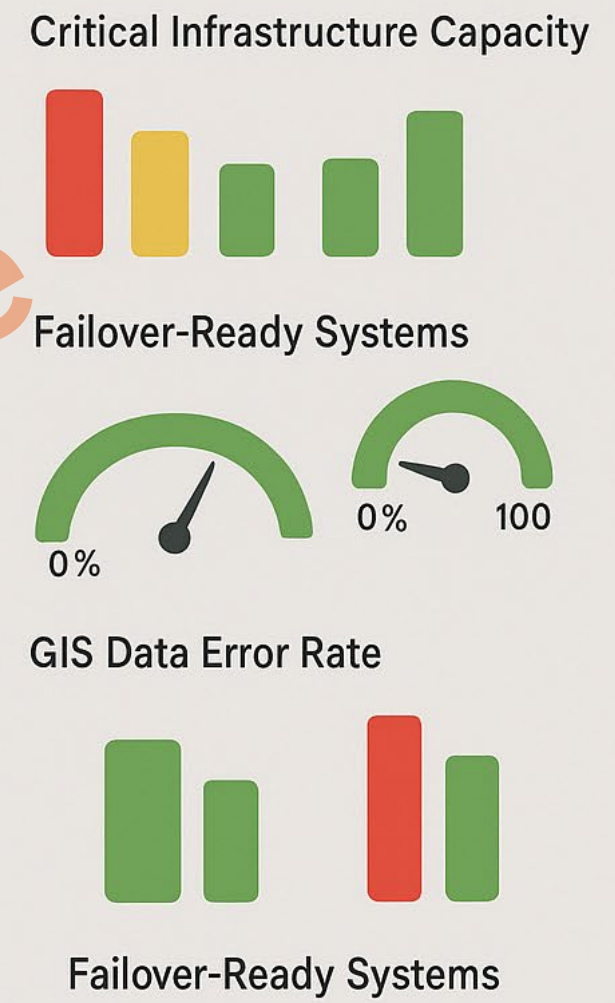 Critical Infrastructure Capacity
Failover-Ready Systems
0%
0% 100
GIS Data Error Rate
Failover-Ready Systems